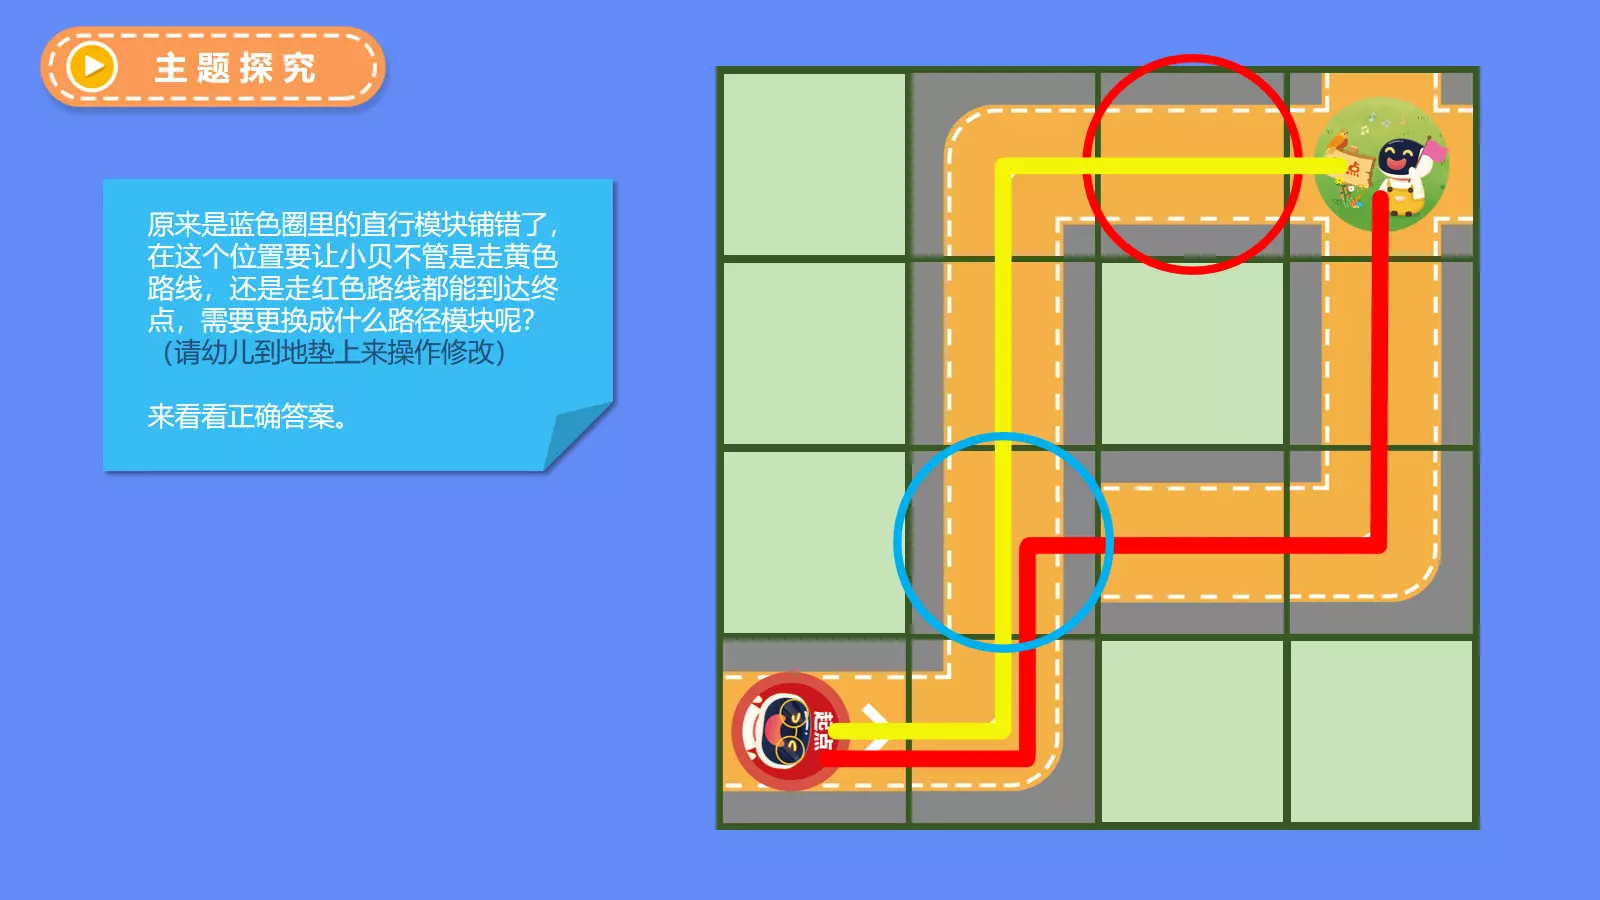 主题探究
原来是蓝色圈里的直行模块铺错了，
在这个位置要让小贝不管是走黄色
路线，还是走红色路线都能到达终
点，需要更换成什么路径模块呢？
（请幼儿到地垫上来操作修改）
来看看正确答案。
点
起点